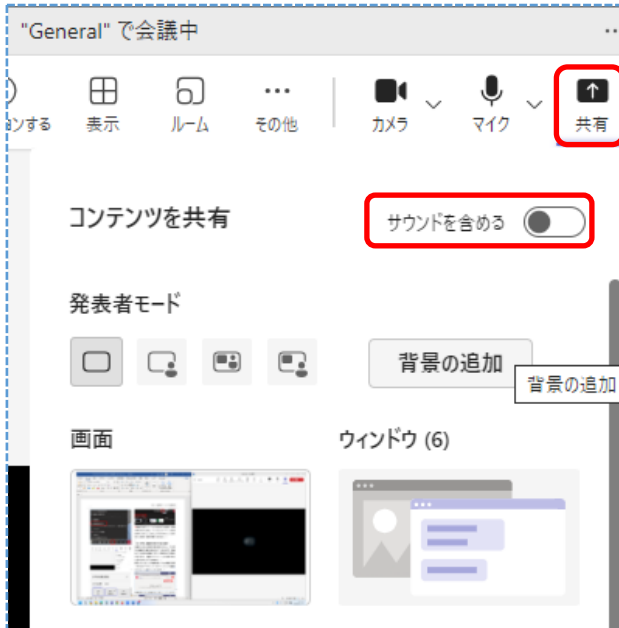 "General" で会議中
ンする 表示 ルーム その他 カメラ マイク 共有
コンテンツを共有 サウンドを含める
発表者モード
背景の追加
背景の追加
画面 ウィンドウ (6)